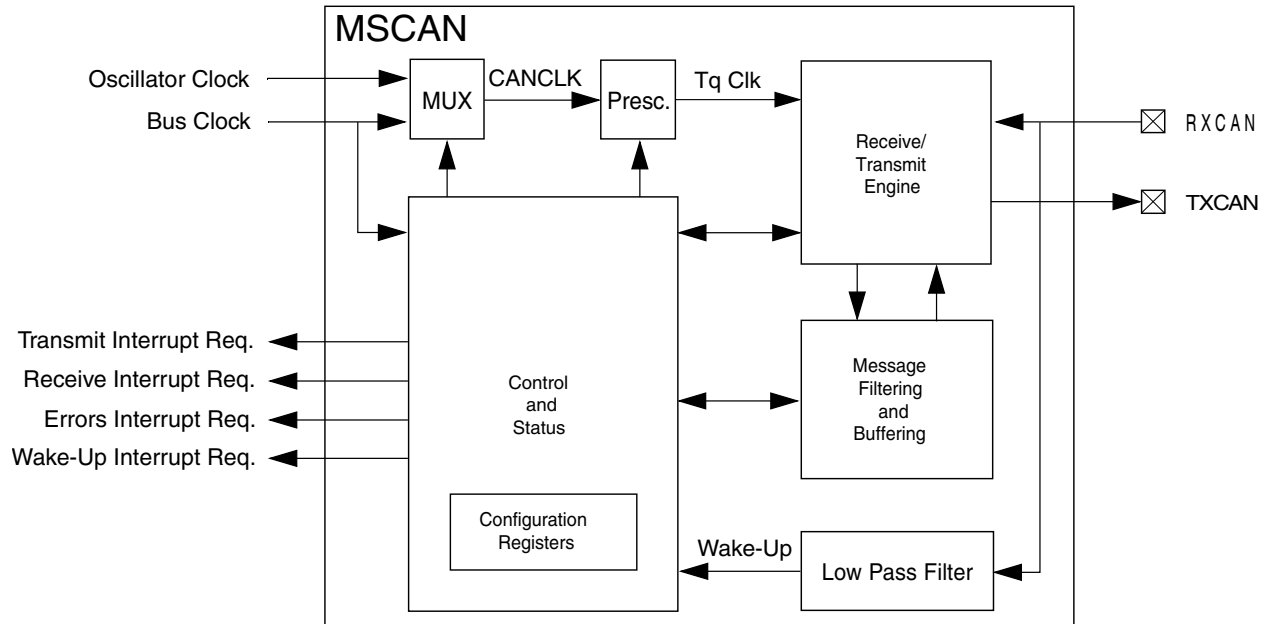 MSCAN
Oscillator Clock
Bus Clock
MUX
CANCLK
Presc.
Tq Clk
Receive/
Transmit
Engine
RXCAN
TXCAN
Transmit Interrupt Req.
Receive Interrupt Req.
Errors Interrupt Req.
Wake-Up Interrupt Req.
Control
and
Status
Message
Filtering
and
Buffering
Configuration
Registers
Wake-Up
Low Pass Filter